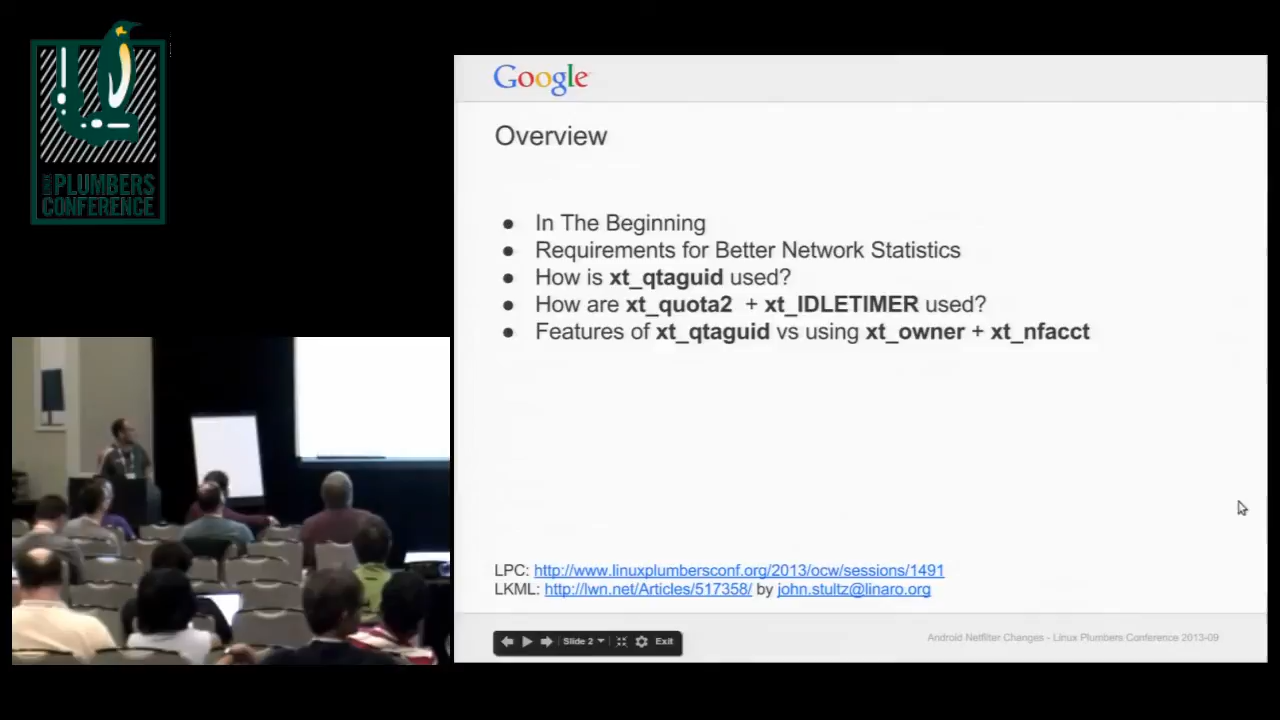 LINUX
PLUMBERS
CONFERENCE
Google
Overview
● In The Beginning
● Requirements for Better Network Statistics
● How is xt_qtaguid used?
● How are xt_quota2 + xt_IDLETIMER used?
● Features of xt_qtaguid vs using xt_owner + xt_nfacct
LPC: http://www.linuxplumbersconf.org/2013/ocw/sessions/1491
LKML: http://lwn.net/Articles/517358/ by john.stultz@linaro.org
Slide 2 Exit
Android Netfilter Changes - Linux Plumbers Conference 2013-09